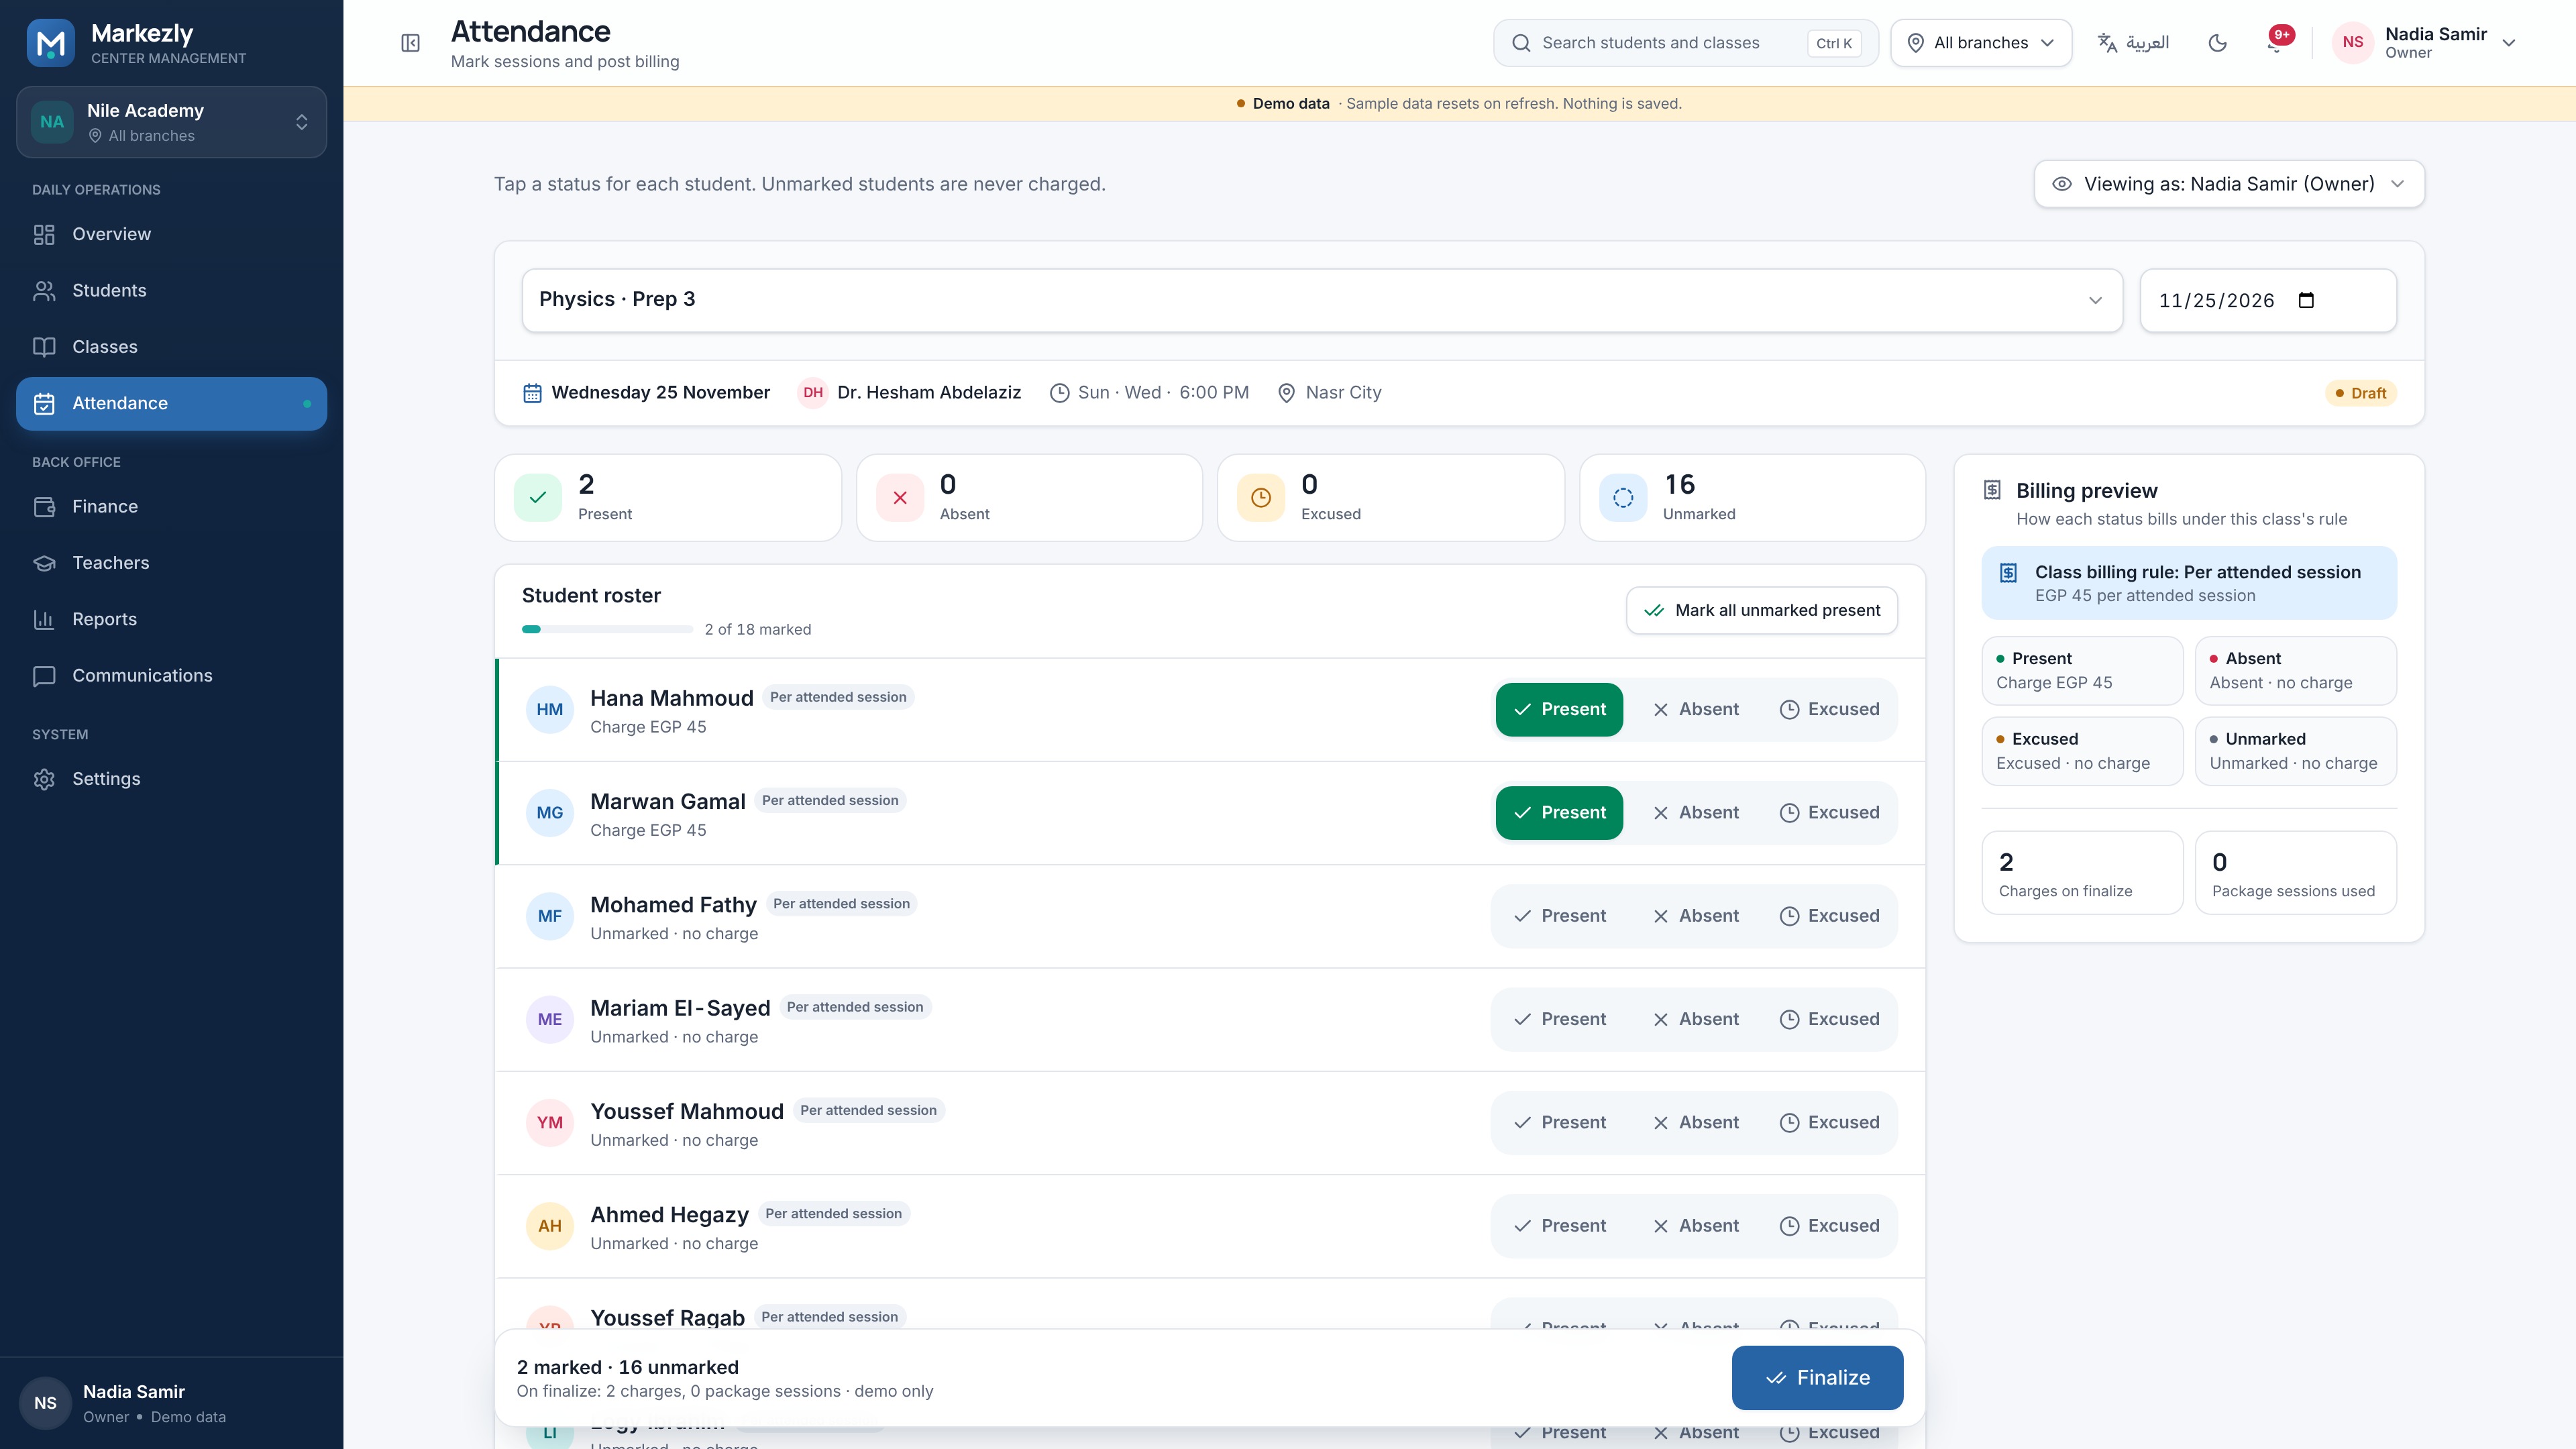 Markezly
CENTER MANAGEMENT
NA
Nile Academy
All branches
DAILY OPERATIONS
Overview
Students
Classes
Attendance
BACK OFFICE
Finance
Teachers
Reports
Communications
SYSTEM
Settings
NS
Nadia Samir
Owner • Demo data
Attendance
Mark sessions and post billing
Search students and classes
Ctrl K
All branches
العربية
9+
NS
Nadia Samir
Owner
Demo data · Sample data resets on refresh. Nothing is saved.
Tap a status for each student. Unmarked students are never charged.
Viewing as: Nadia Samir (Owner)
Physics · Prep 3
11/25/2026
Wednesday 25 November
DH
Dr. Hesham Abdelaziz
Sun · Wed · 6:00 PM
Nasr City
Draft
2
Present
0
Absent
0
Excused
16
Unmarked
Student roster
2 of 18 marked
Mark all unmarked present
HM
Hana Mahmoud
Per attended session
Charge EGP 45
Present
Absent
Excused
MG
Marwan Gamal
Per attended session
Charge EGP 45
Present
Absent
Excused
MF
Mohamed Fathy
Per attended session
Unmarked · no charge
Present
Absent
Excused
ME
Mariam El-Sayed
Per attended session
Unmarked · no charge
Present
Absent
Excused
YM
Youssef Mahmoud
Per attended session
Unmarked · no charge
Present
Absent
Excused
AH
Ahmed Hegazy
Per attended session
Unmarked · no charge
Present
Absent
Excused
YR
Youssef Ragab
Per attended session
Present
Absent
Excused
2 marked · 16 unmarked
On finalize: 2 charges, 0 package sessions · demo only
Finalize
LI
Present
Absent
Excused
Billing preview
How each status bills under this class's rule
Class billing rule: Per attended session
EGP 45 per attended session
Present
Charge EGP 45
Absent
Absent · no charge
Excused
Excused · no charge
Unmarked
Unmarked · no charge
2
Charges on finalize
0
Package sessions used